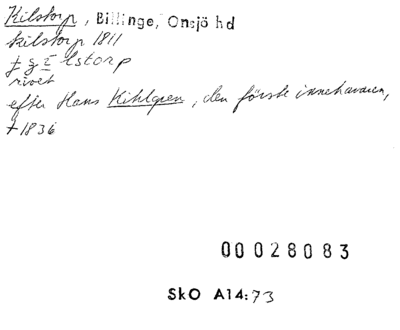 Kilstorp, Billinge, Onsjö hd
Kilstorp 1811
rivet
efter Hans Kihlgren, den förste innehavaren,
† 1836
00028083
SkO A14:73